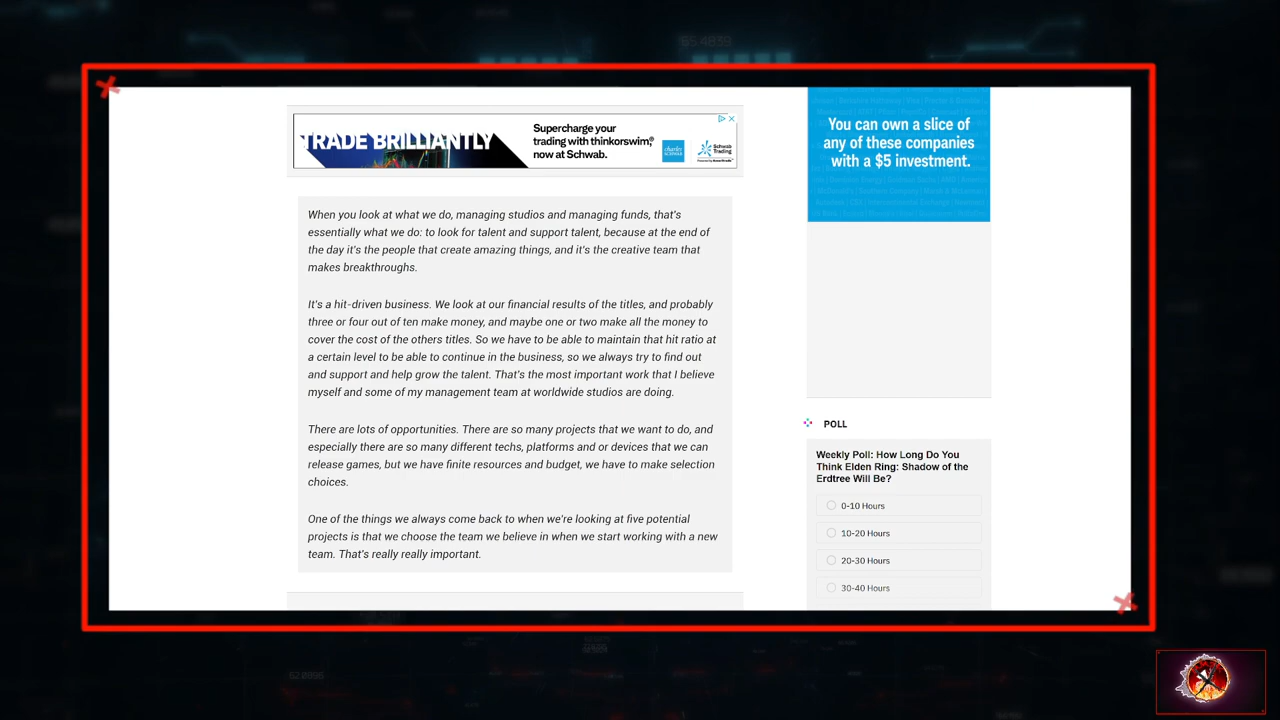 65.4839
TRADE BRILLIANTLY
Supercharge your
trading with thinkorswim,®
now at Schwab.
charles
SCHWAB
Schwab
Trading
You can own a slice of
any of these companies
with a $5 investment.
When you look at what we do, managing studios and managing funds, that's
essentially what we do: to look for talent and support talent, because at the end of
the day it's the people that create amazing things, and it's the creative team that
makes breakthroughs.
It's a hit-driven business. We look at our financial results of the titles, and probably
three or four out of ten make money, and maybe one or two make all the money to
cover the cost of the others titles. So we have to be able to maintain that hit ratio at
a certain level to be able to continue in the business, so we always try to find out
and support and help grow the talent. That's the most important work that I believe
myself and some of my management team at worldwide studios are doing.
There are lots of opportunities. There are so many projects that we want to do, and
especially there are so many different techs, platforms and or devices that we can
release games, but we have finite resources and budget, we have to make selection
choices.
One of the things we always come back to when we're looking at five potential
projects is that we choose the team we believe in when we start working with a new
team. That's really really important.
POLL
Weekly Poll: How Long Do You
Think Elden Ring: Shadow of the
Erdtree Will Be?
0-10 Hours
10-20 Hours
20-30 Hours
30-40 Hours